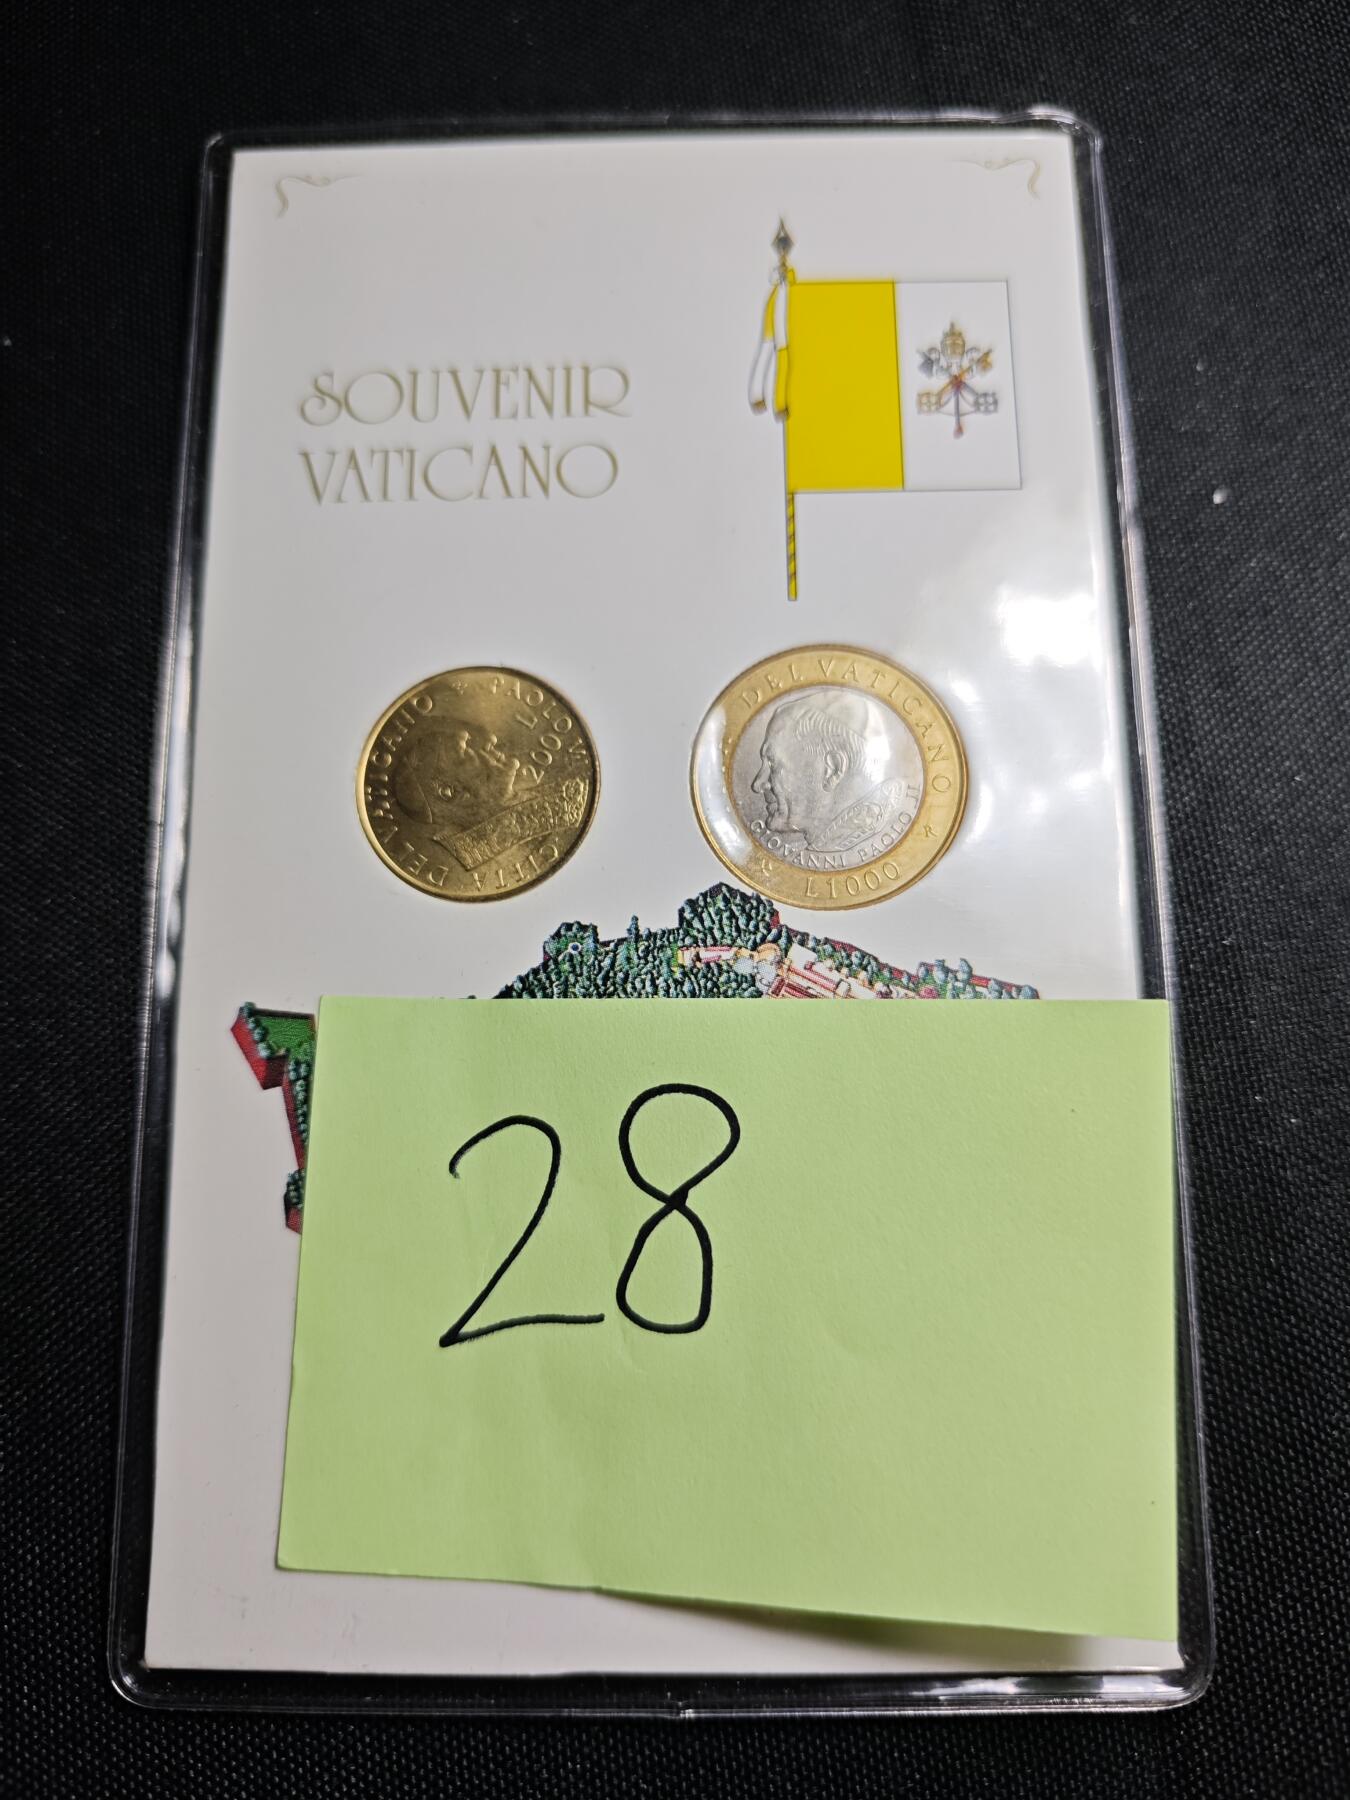 SOUVENIR
VATICANO
CITTA DEL VATICANO * PAOLO VI
L
200
DEL VATICANO
GIOVANNI PAOLO II
R
L1000
28